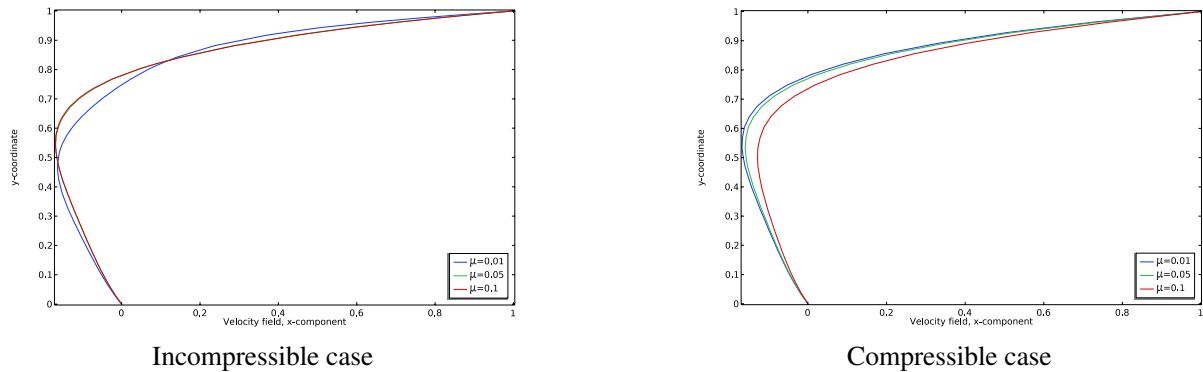 1
0.9
0.8
0.7
0.6
0.5
0.4
0.3
0.2
0.1
0
y-coordinate
0 0.2 0.4 0.6 0.8 1
Velocity field, x-component
μ=0.01
μ=0.05
μ=0.1
Incompressible case
1
0.9
0.8
0.7
0.6
0.5
0.4
0.3
0.2
0.1
0
y-coordinate
0 0.2 0.4 0.6 0.8 1
Velocity field, x-component
μ=0.01
μ=0.05
μ=0.1
Compressible case